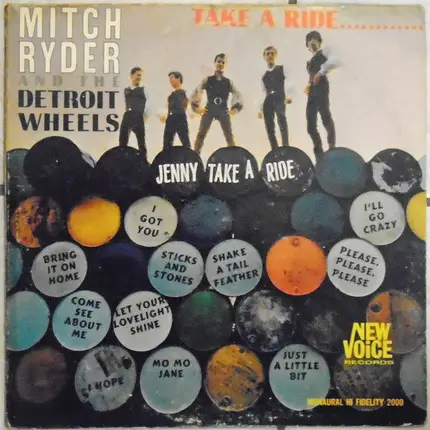 MITCH
RYDER
AND THE
DETROIT
WHEELS
TAKE A RIDE............
JENNY TAKE A RIDE
I
GOT
YOU
I'LL
GO
CRAZY
BRING
IT ON
HOME
STICKS
AND
STONES
SHAKE
A TAIL
FEATHER
PLEASE,
PLEASE,
PLEASE
COME
SEE
ABOUT
ME
LET YOUR
LOVELIGHT
SHINE
NEW
VOICE
RECORDS
I HOPE
MO MO
JANE
JUST
A LITTLE
BIT
MONAURAL HI FIDELITY 2000